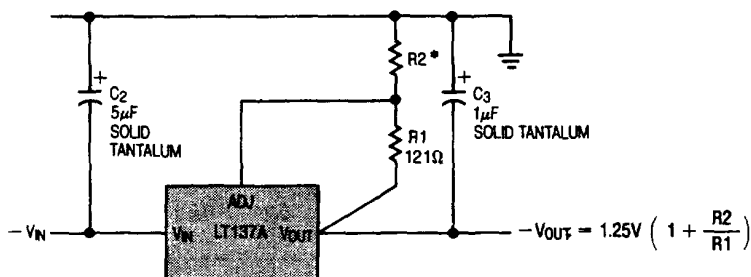 R2*
+
C2
5µF
SOLID
TANTALUM
+
C3
1µF
SOLID TANTALUM
R1
121Ω
ADJ
−VIN
VIN LT137A VOUT
−VOUT = 1.25V ( 1 + R2/R1 )